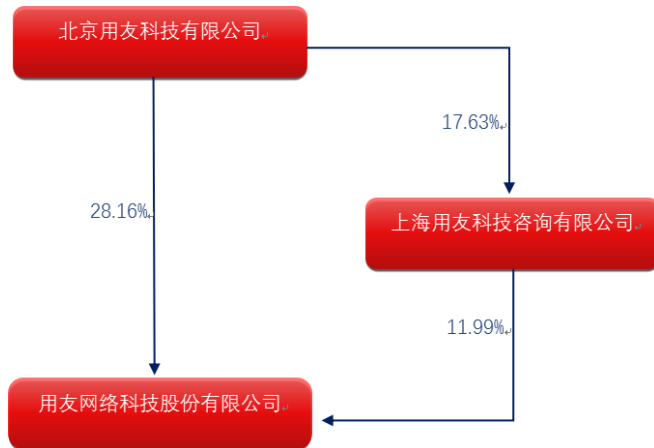 北京用友科技有限公司
17.63%
28.16%
上海用友科技咨询有限公司
11.99%
用友网络科技股份有限公司